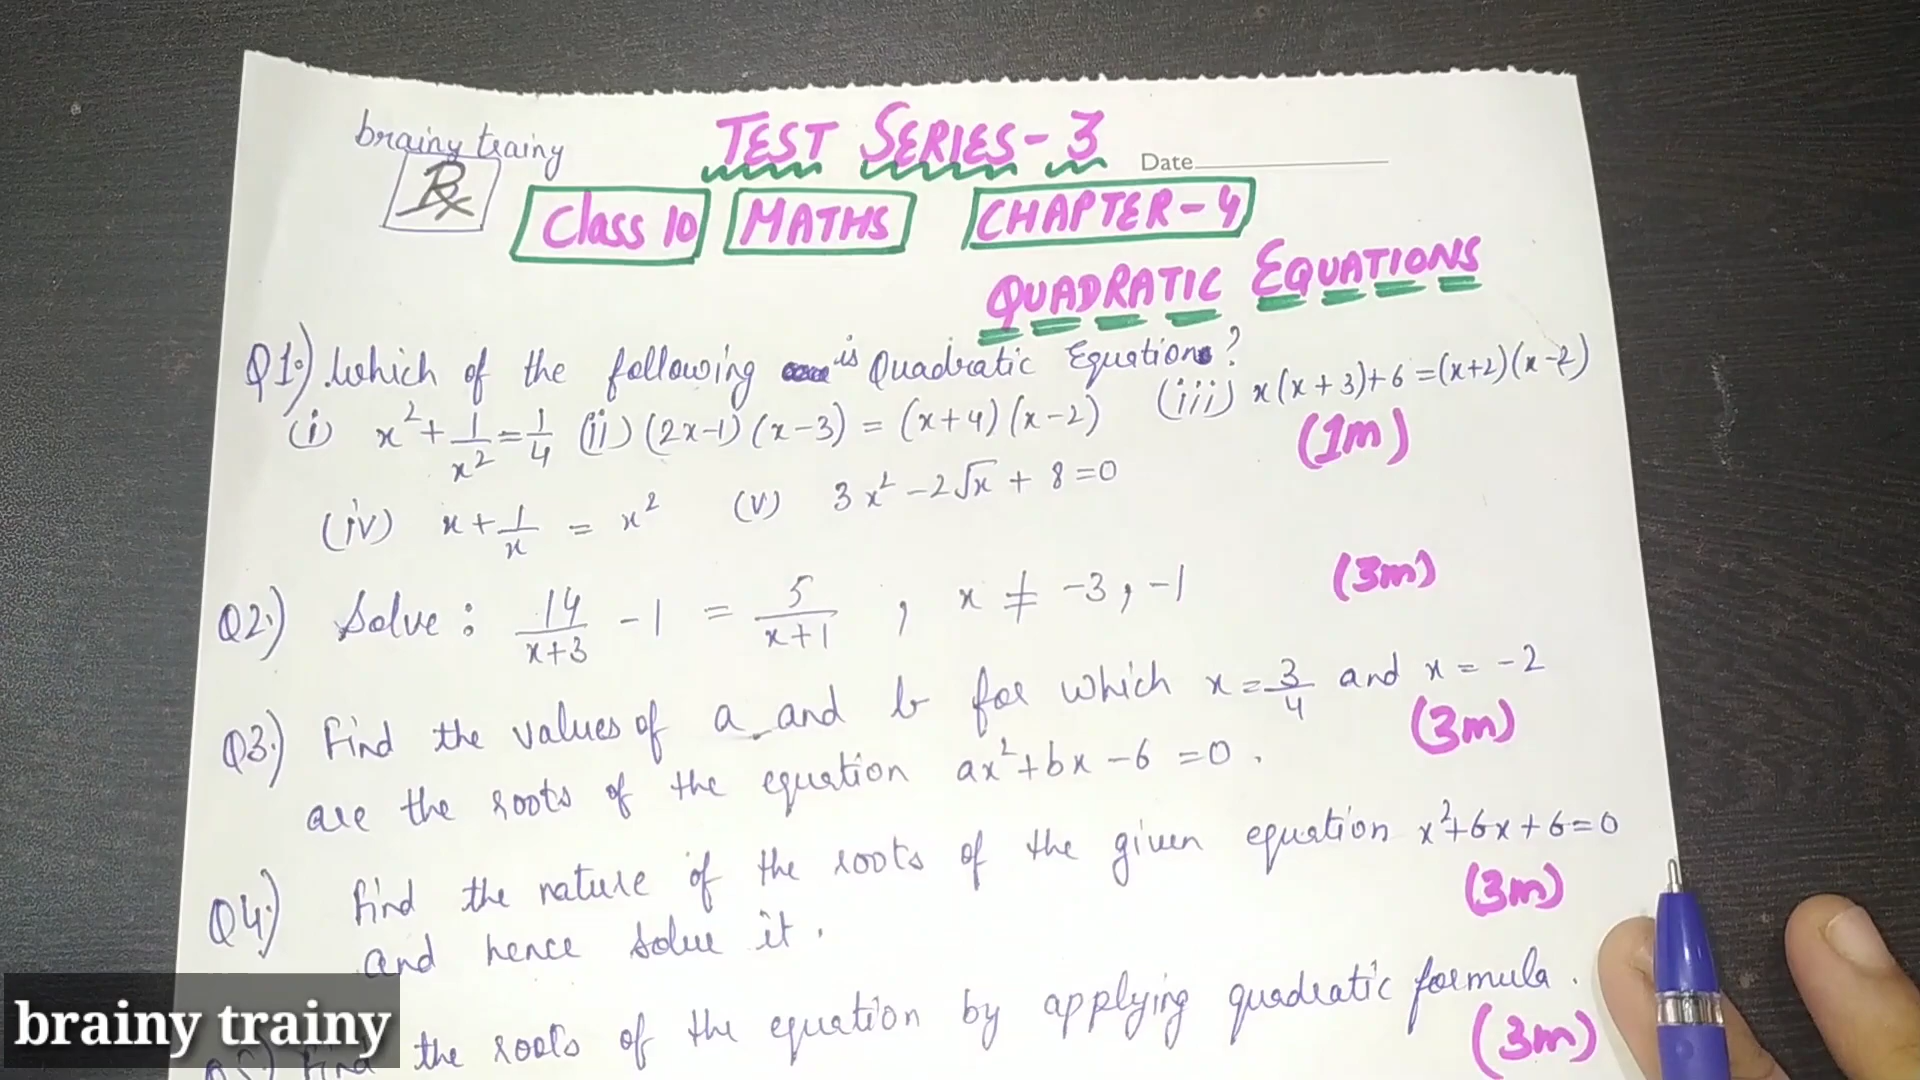 brainy trainy
Rx
TEST SERIES-3
Date
Class 10 MATHS CHAPTER-4
QUADRATIC EQUATIONS
Q1.) Which of the following is Quadratic Equation?
(i) x² + 1/x² = 1/4 (ii) (2x-1)(x-3) = (x+4)(x-2) (iii) x(x+3)+6 = (x+2)(x-2)
(1m)
(iv) x + 1/x = x² (v) 3x² - 2√x + 8 = 0
Q2.) Solve: 14/(x+3) - 1 = 5/(x+1), x ≠ -3, -1 (3m)
Q3.) Find the values of a and b for which x = 3/4 and x = -2
are the roots of the equation ax² + bx - 6 = 0. (3m)
Q4.) Find the nature of the roots of the given equation x² + 6x + 6 = 0
and hence solve it. (3m)
Q5.) Find the roots of the equation by applying quadratic formula.
(3m)
brainy trainy